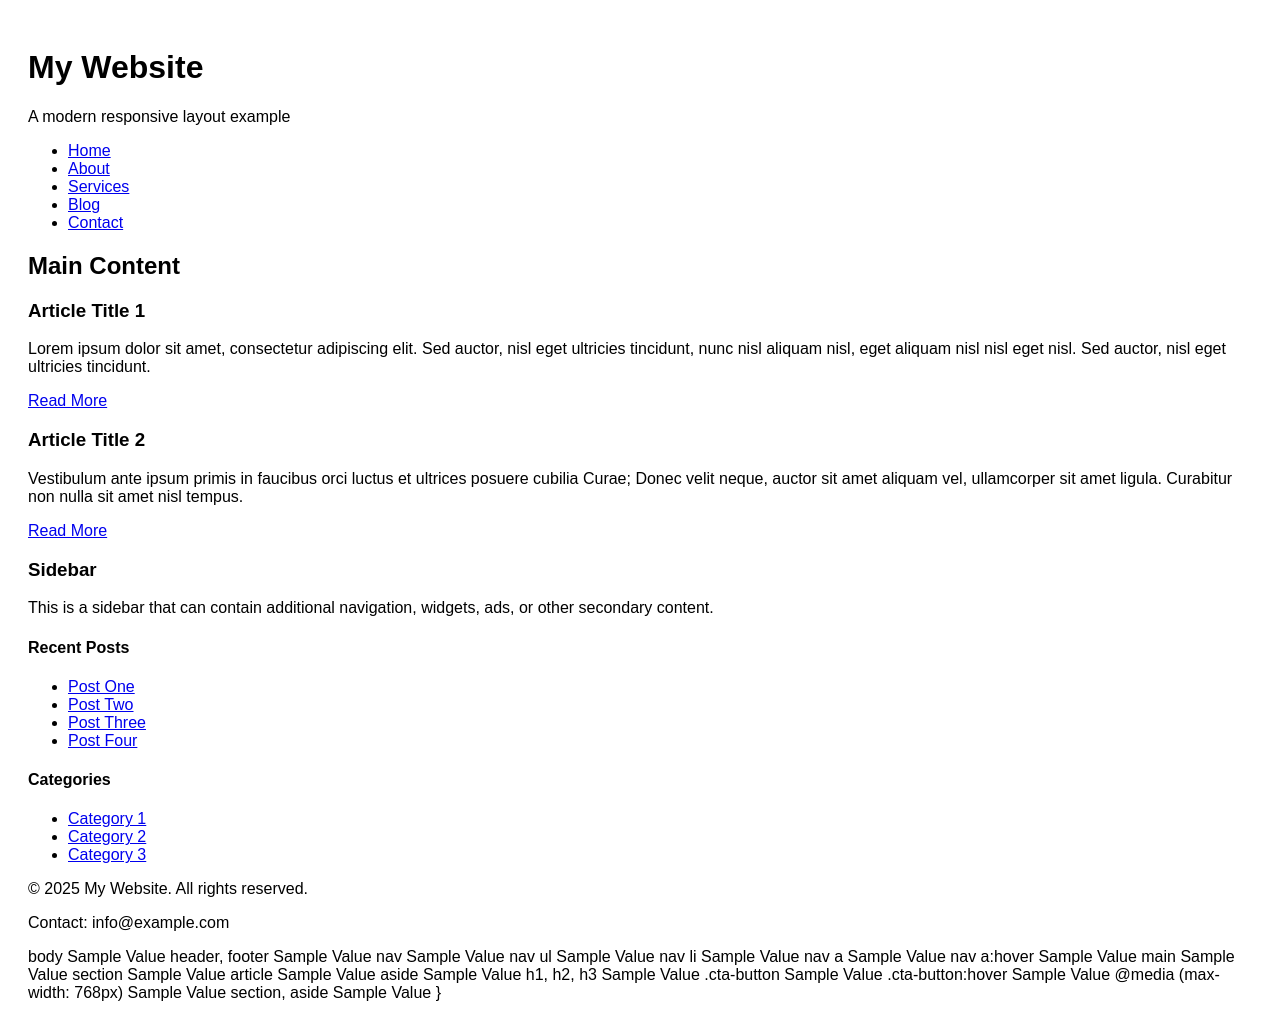 My Website
A modern responsive layout example
Home
About
Services
Blog
Contact
Main Content
Article Title 1
Lorem ipsum dolor sit amet, consectetur adipiscing elit. Sed auctor, nisl eget ultricies tincidunt, nunc nisl aliquam nisl, eget aliquam nisl nisl eget nisl. Sed auctor, nisl eget
ultricies tincidunt.
Read More
Article Title 2
Vestibulum ante ipsum primis in faucibus orci luctus et ultrices posuere cubilia Curae; Donec velit neque, auctor sit amet aliquam vel, ullamcorper sit amet ligula. Curabitur
non nulla sit amet nisl tempus.
Read More
Sidebar
This is a sidebar that can contain additional navigation, widgets, ads, or other secondary content.
Recent Posts
Post One
Post Two
Post Three
Post Four
Categories
Category 1
Category 2
Category 3
© 2025 My Website. All rights reserved.
Contact: info@example.com
body Sample Value header, footer Sample Value nav Sample Value nav ul Sample Value nav li Sample Value nav a Sample Value nav a:hover Sample Value main Sample
Value section Sample Value article Sample Value aside Sample Value h1, h2, h3 Sample Value .cta-button Sample Value .cta-button:hover Sample Value @media (max-
width: 768px) Sample Value section, aside Sample Value }